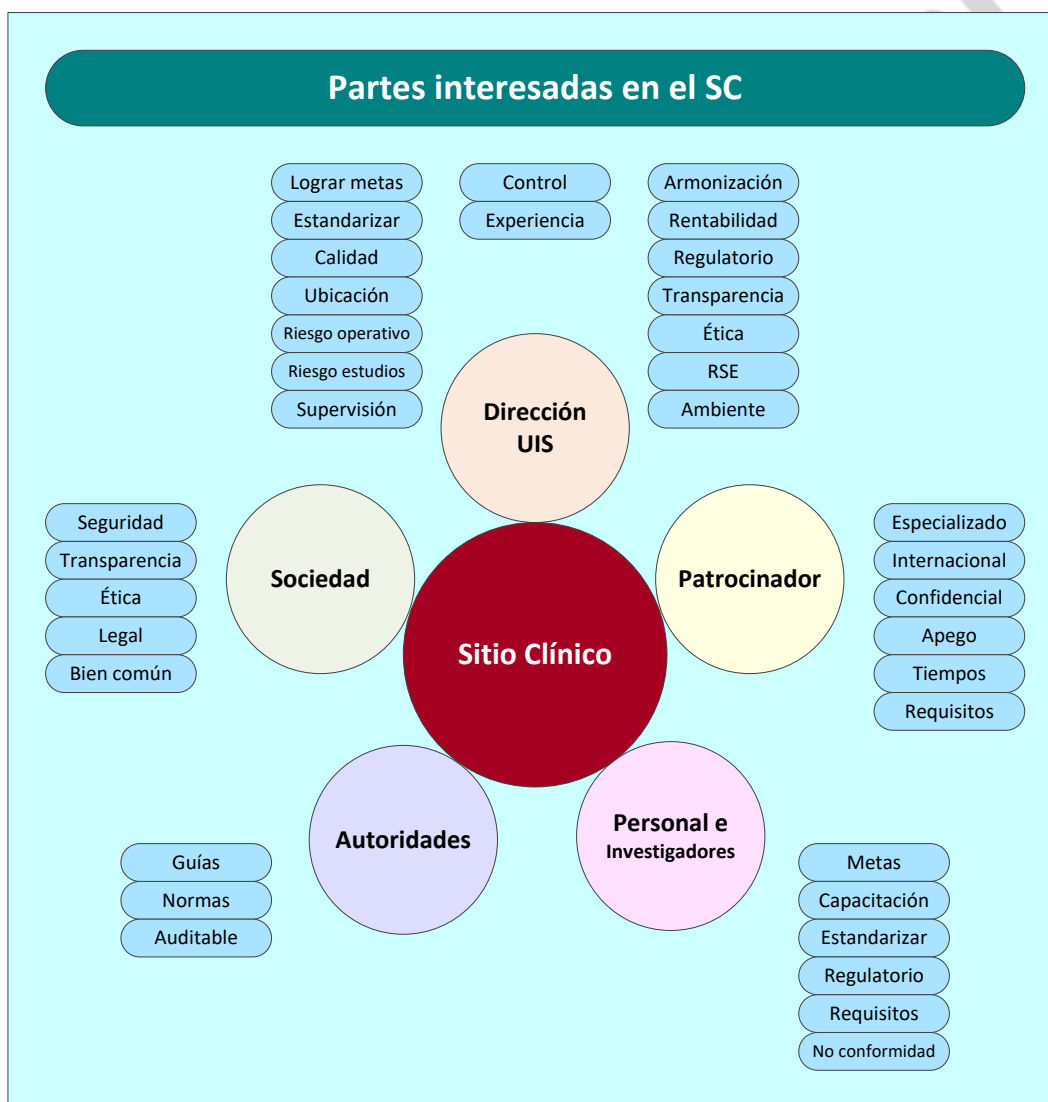 Partes interesadas en el SC
Lograr metas
Estandarizar
Calidad
Ubicación
Riesgo operativo
Riesgo estudios
Supervisión
Control
Experiencia
Armonización
Rentabilidad
Regulatorio
Transparencia
Ética
RSE
Ambiente
Dirección
UIS
Seguridad
Transparencia
Ética
Legal
Bien común
Sociedad
Sitio Clínico
Patrocinador
Especializado
Internacional
Confidencial
Apego
Tiempos
Requisitos
Guías
Normas
Auditable
Autoridades
Personal e
Investigadores
Metas
Capacitación
Estandarizar
Regulatorio
Requisitos
No conformidad